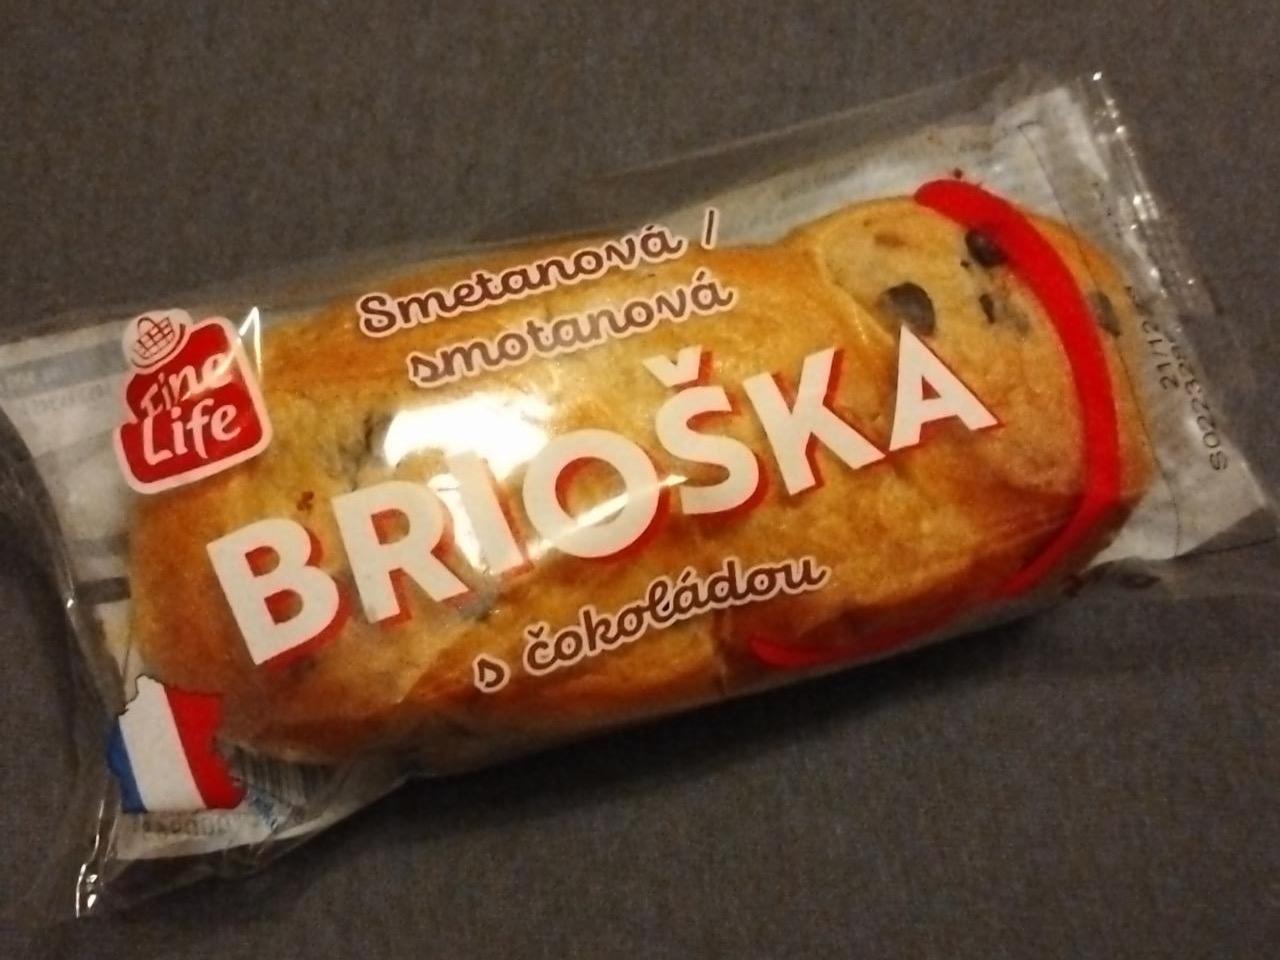 Fine
Life
Smetanová /
smotanová
BRIOŠKA
s čokoládou